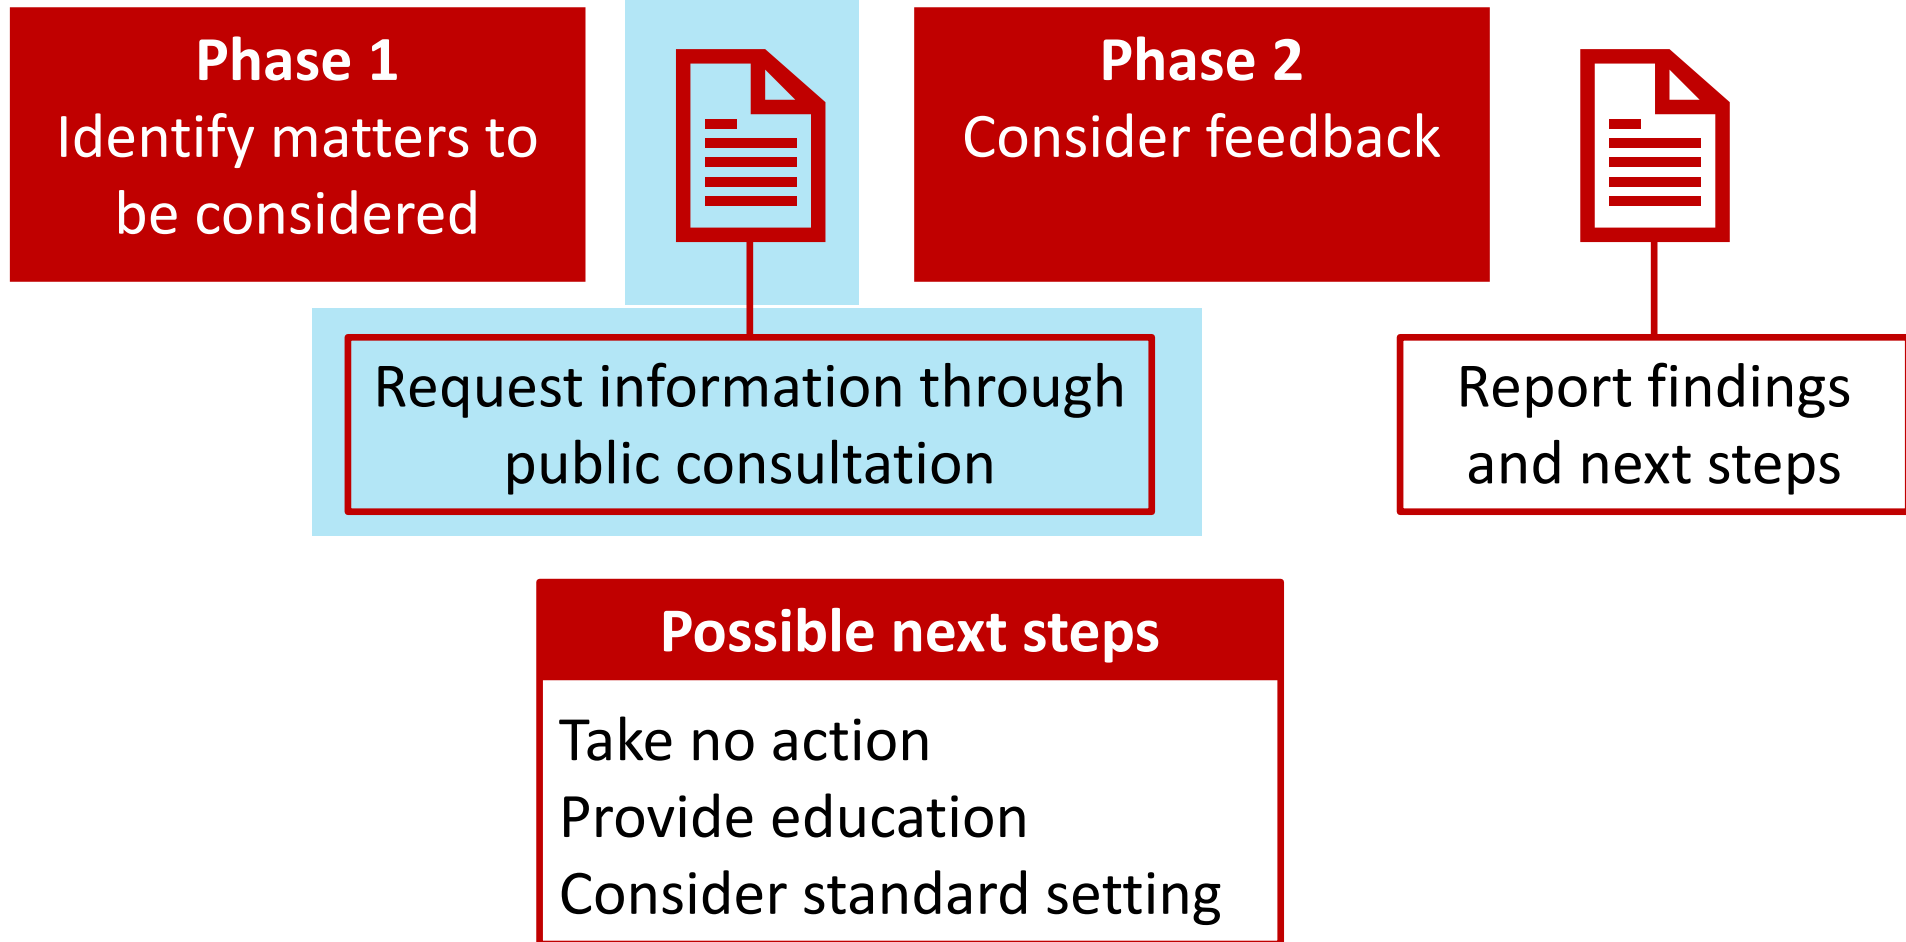 Phase 1
Identify matters to
be considered
Phase 2
Consider feedback
Request information through
public consultation
Report findings
and next steps
Possible next steps
Take no action
Provide education
Consider standard setting